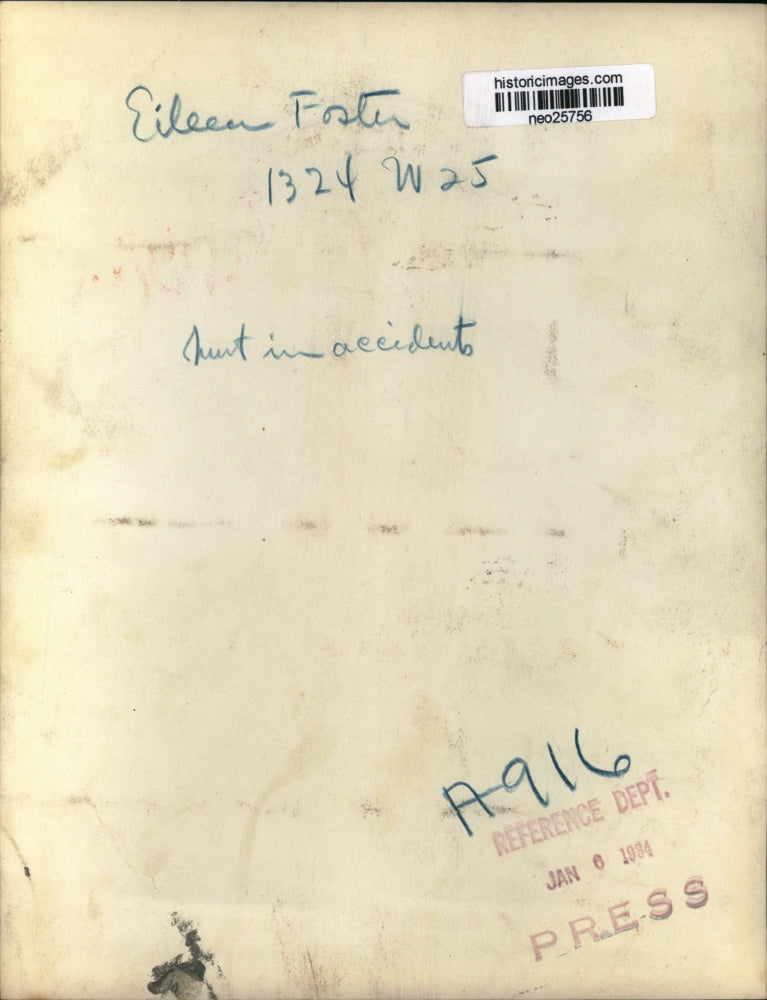 historicimages.com
neo25756
Eileen Foster
1324 W 25
hurt in accidents
A916
REFERENCE DEPT.
JAN 6 1934
PRESS